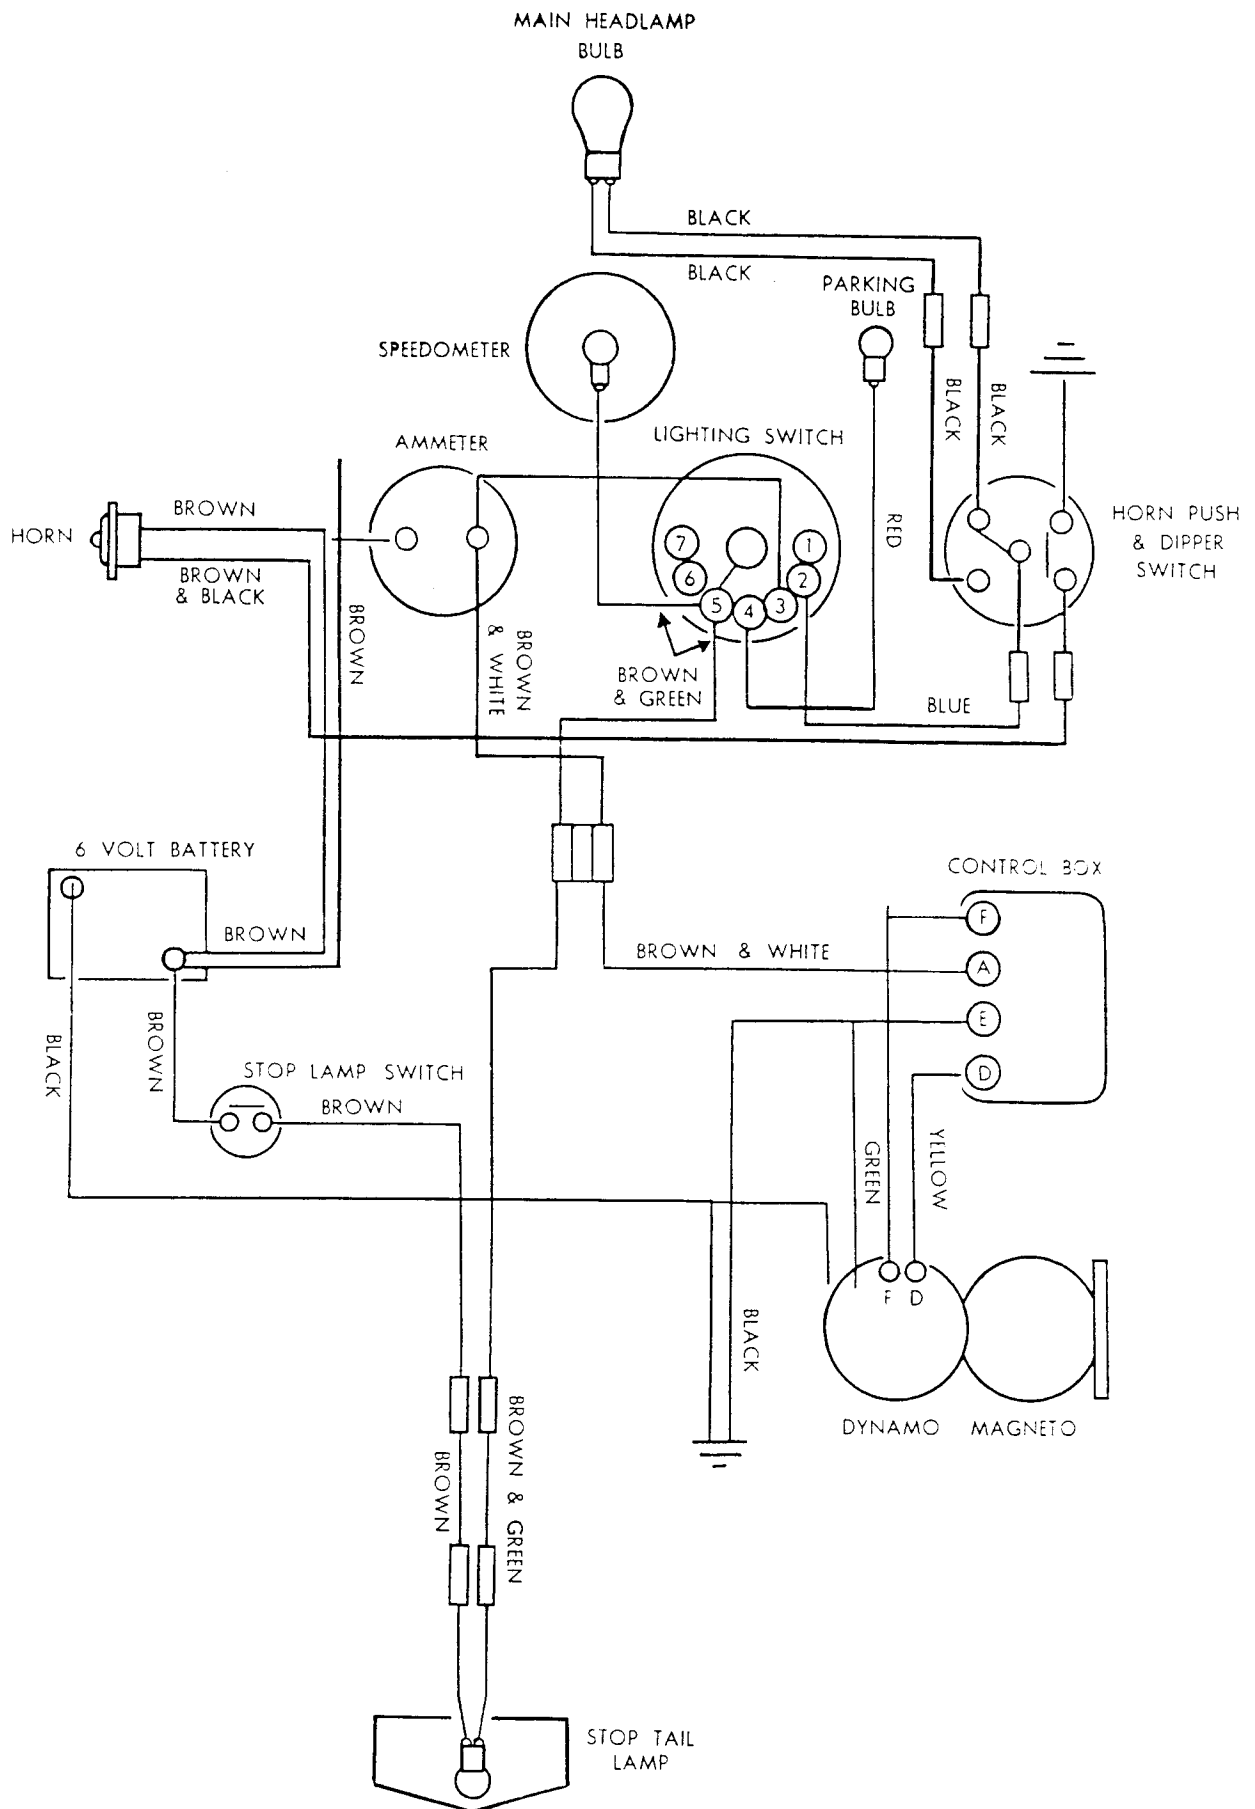 MAIN HEADLAMP
BULB
BLACK
BLACK
PARKING
BULB
SPEEDOMETER
BLACK
BLACK
AMMETER
LIGHTING SWITCH
HORN
BROWN
BROWN
& BLACK
RED
HORN PUSH
& DIPPER
SWITCH
7
6
5
4
3
2
1
BROWN
BROWN
& WHITE
BROWN
& GREEN
BLUE
6 VOLT BATTERY
BROWN
CONTROL BOX
F
A
E
D
BROWN & WHITE
BLACK
BROWN
STOP LAMP SWITCH
BROWN
GREEN
YELLOW
F D
BLACK
DYNAMO
MAGNETO
BROWN
BROWN & GREEN
STOP TAIL
LAMP